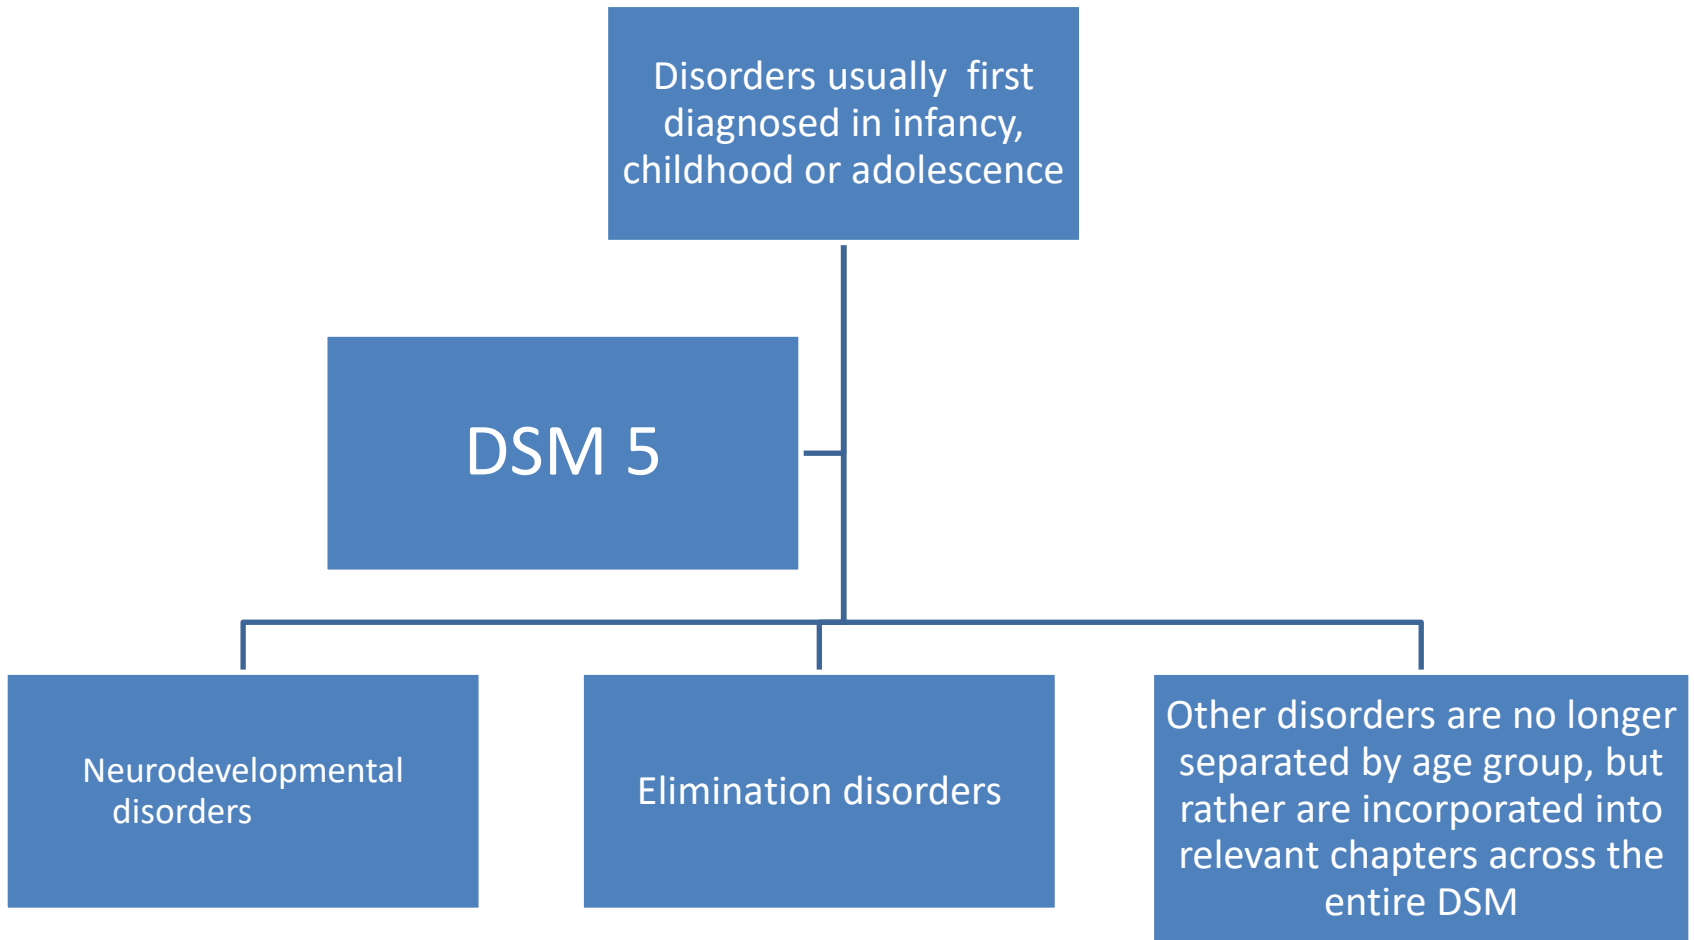 Disorders usually  first
diagnosed in infancy,
childhood or adolescence
DSM 5
Neurodevelopmental
disorders
Elimination disorders
Other disorders are no longer
separated by age group, but
rather are incorporated into
relevant chapters across the
entire DSM